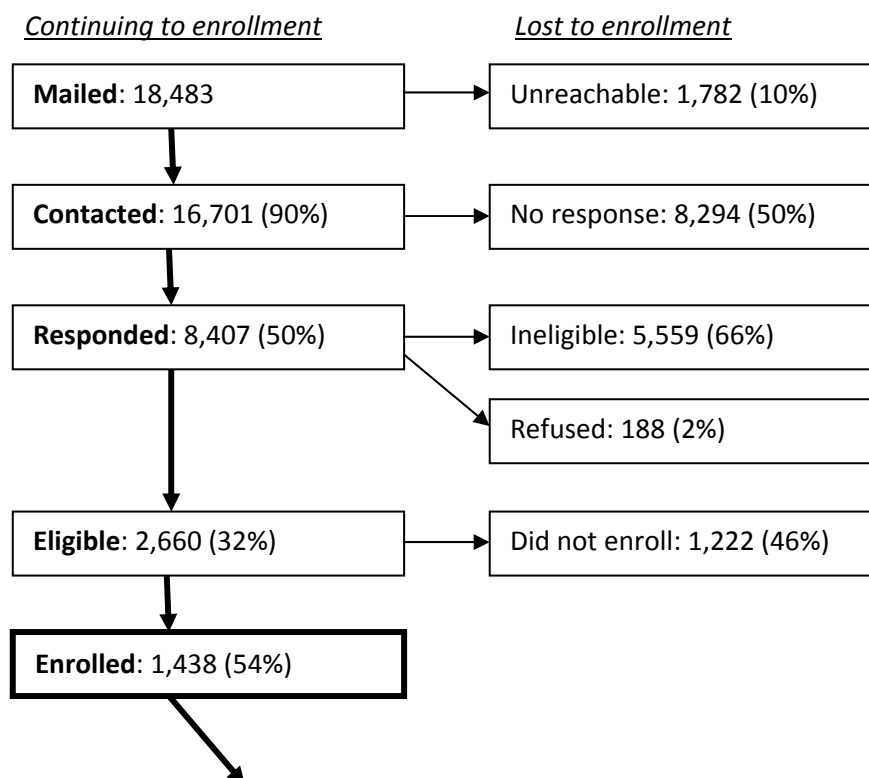 Continuing to enrollment
Lost to enrollment
Mailed: 18,483
Unreachable: 1,782 (10%)
Contacted: 16,701 (90%)
No response: 8,294 (50%)
Responded: 8,407 (50%)
Ineligible: 5,559 (66%)
Refused: 188 (2%)
Eligible: 2,660 (32%)
Did not enroll: 1,222 (46%)
Enrolled: 1,438 (54%)